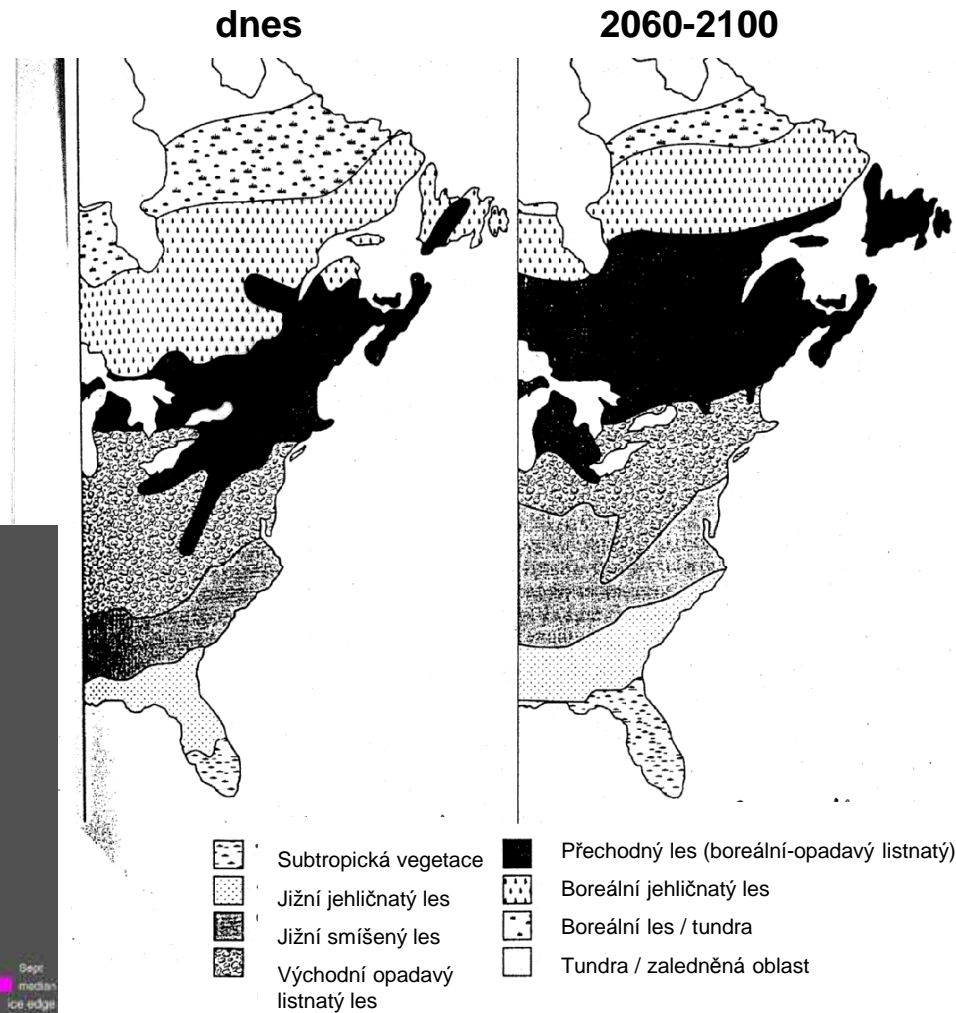 dnes
2060-2100
Subtropická vegetace
Jižní jehličnatý les
Jižní smíšený les
Východní opadavý
listnatý les
Přechodný les (boreální-opadavý listnatý)
Boreální jehličnatý les
Boreální les / tundra
Tundra / zaledněná oblast
Sept
median
ice edge